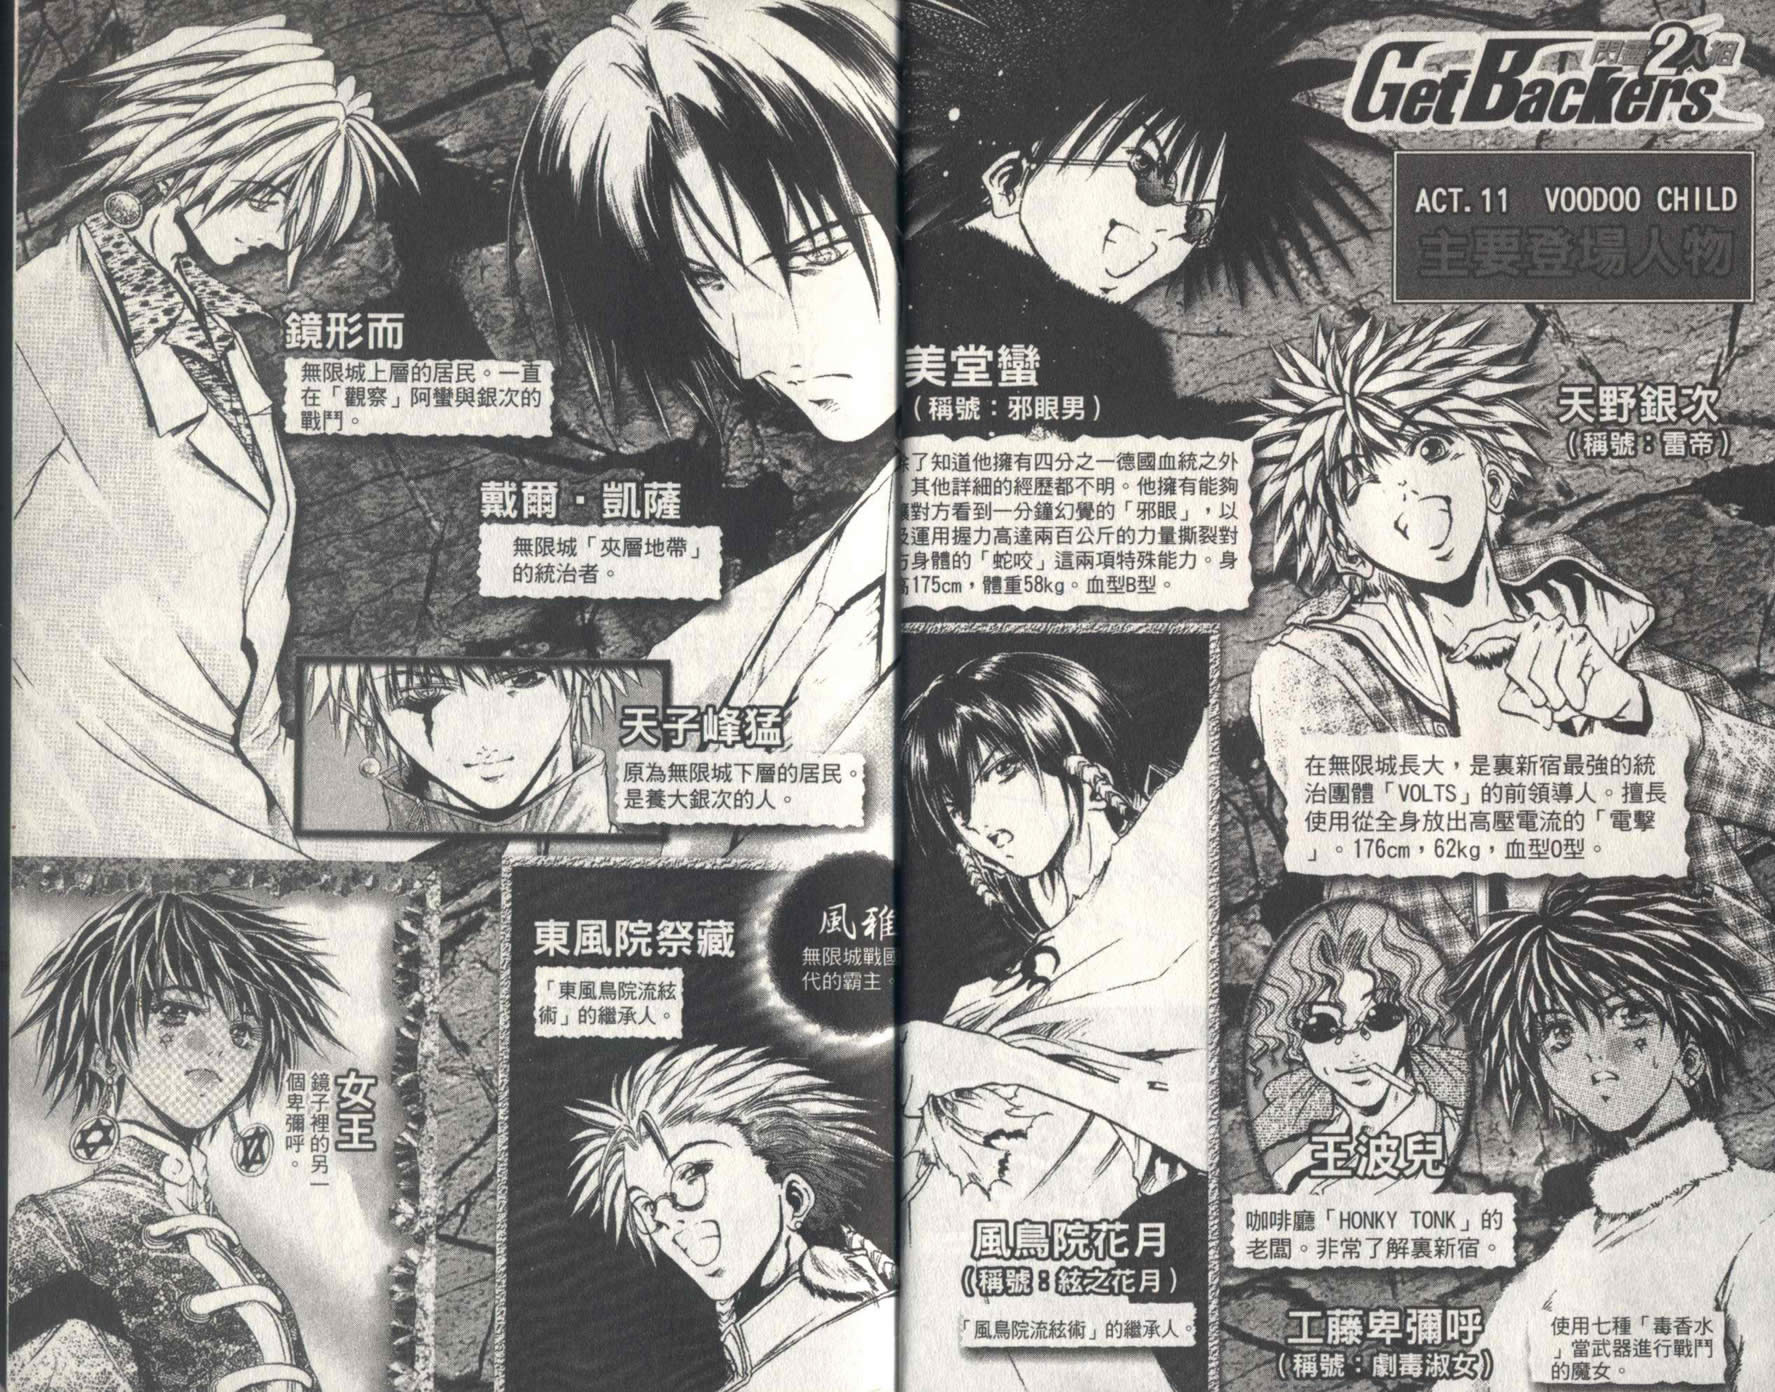 GetBackers
閃靈2人組
ACT.11 VOODOO CHILD
主要登場人物
天野銀次
(稱號：雷帝)
在無限城長大，是裏新宿最強的統
治團體「VOLTS」的前領導人。擅長
使用從全身放出高壓電流的「電擊
」。176cm，62kg，血型O型。
美堂蠻
(稱號：邪眼男)
了知道他擁有四分之一德國血統之外
，其他詳細的經歷都不明。他擁有能夠
對方看到一分鐘幻覺的「邪眼」，以
運用握力高達兩百公斤的力量撕裂對
身體的「蛇咬」這兩項特殊能力。身
175cm，體重58kg。血型B型。
王波兒
咖啡廳「HONKY TONK」的
老闆。非常了解裏新宿。
工藤卑彌呼
(稱號：劇毒淑女)
使用七種「毒香水
」當武器進行戰鬥
的魔女。
風鳥院花月
(稱號：絃之花月)
「風鳥院流絃術」的繼承人。
鏡形而
無限城上層的居民。一直
在「觀察」阿蠻與銀次的
戰鬥。
戴爾·凱薩
無限城「夾層地帶」
的統治者。
天子峰猛
原為無限城下層的居民。
是養大銀次的人。
風雅
無限城戰國
代的霸主。
東風院祭藏
「東風鳥院流絃
術」的繼承人。
女王
鏡子裡的另一
個卑彌呼。